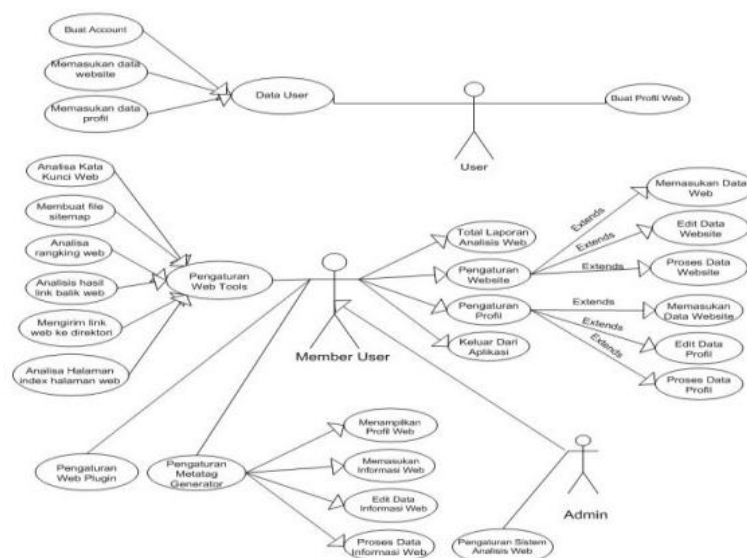 Buat Account
Memasukan data
website
Memasukan data
profil
Data User
User
Buat Profil Web
Analisa Kata
Kunci Web
Membuat file
sitemap
Analisa
rangking web
Analisis hasil
link balik web
Mengirim link
web ke direktori
Analisa Halaman
index halaman web
Pengaturan
Web Tools
Member User
Total Laporan
Analisis Web
Pengaturan
Website
Pengaturan
Profil
Keluar Dari
Aplikasi
Extends
Extends
Extends
Extends
Extends
Extends
Memasukan Data
Web
Edit Data
Website
Proses Data
Website
Memasukan
Data Website
Edit Data
Profil
Proses Data Profil
Pengaturan
Web Plugin
Pengaturan
Metatag
Generator
Menampilkan
Profil Web
Memasukan
Informasi Web
Edit Data
Informasi Web
Proses Data
Informasi Web
Admin
Pengaturan Sistem
Analisis Web